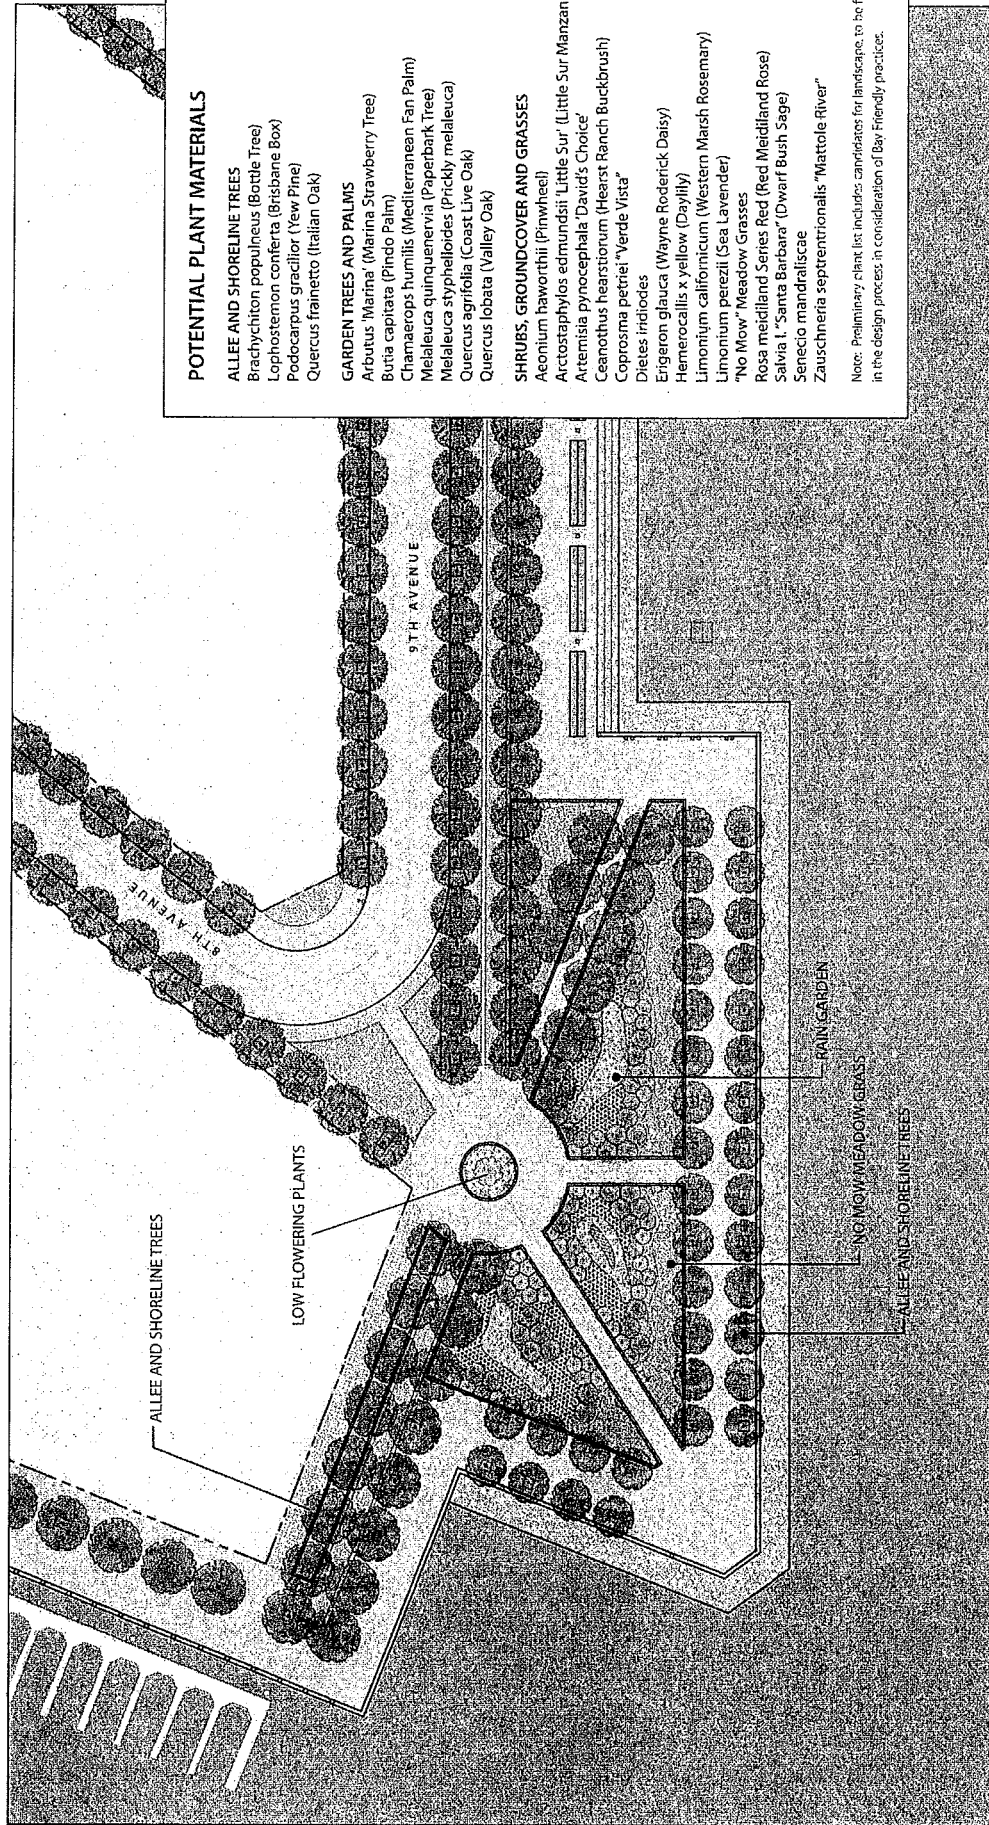 POTENTIAL PLANT MATERIALS
ALLEE AND SHORELINE TREES
Brachychiton populneus (Bottle Tree)
Lophostemon conferta (Brisbane Box)
Podocarpus gracilior (Yew Pine)
Quercus frainetto (Italian Oak)
GARDEN TREES AND PALMS
Arbutus 'Marina' (Marina Strawberry Tree)
Butia capitata (Pindo Palm)
Chamaerops humilis (Mediterranean Fan Palm)
Melaleuca quinquenervia (Paperbark Tree)
Melaleuca styphelioides (Prickly melaleuca)
Quercus agrifolia (Coast Live Oak)
Quercus lobata (Valley Oak)
SHRUBS, GROUNDCOVER AND GRASSES
Aeonium haworthii (Pinwheel)
Arctostaphylos edmundsii 'Little Sur' (Little Sur Manzan
Artemisia pynocephala 'David's Choice'
Ceanothus hearstiorum (Hearst Ranch Buckbrush)
Coprosma petriei "Verde Vista"
Dietes iridiodes
Erigeron glauca (Wayne Roderick Daisy)
Hemerocallis x yellow (Daylily)
Limonium californicum (Western Marsh Rosemary)
Limonium perezii (Sea Lavender)
"No Mow" Meadow Grasses
Rosa meidiland Series Red (Red Meidiland Rose)
Salvia l. "Santa Barbara" (Dwarf Bush Sage)
Senecio mandraliscae
Zauschneria septrentrionalis "Mattole River"
Note: Preliminary plant list includes candidates for landscape, to be f
in the design process in consideration of Bay Friendly practices.
9TH AVENUE
8TH AVENUE
ALLEE AND SHORELINE TREES
LOW FLOWERING PLANTS
RAIN GARDEN
NO MOW MEADOW GRASS
ALLEE AND SHORELINE TREES